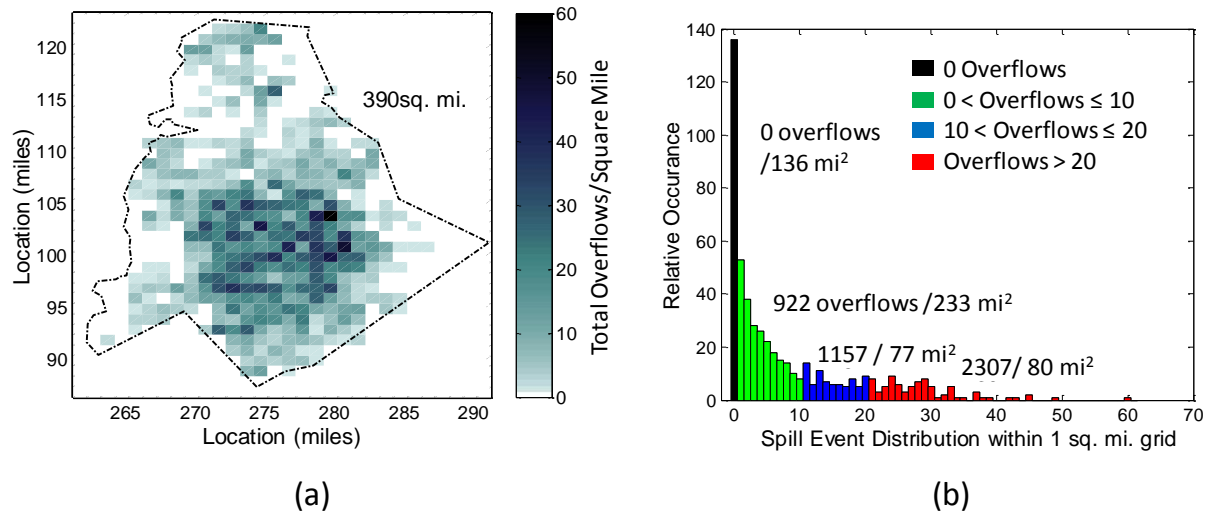 120
115
110
105
100
95
90
Location (miles)
265
270
275
280
285
290
Location (miles)
390sq. mi.
60
50
40
30
20
10
0
Total Overflows/Square Mile
(a)
140
120
100
80
60
40
20
0
Relative Occurance
0 Overflows
0 < Overflows ≤ 10
10 < Overflows ≤ 20
Overflows > 20
0 overflows
/136 mi²
922 overflows /233 mi²
1157 / 77 mi²
2307/ 80 mi²
0
10
20
30
40
50
60
70
Spill Event Distribution within 1 sq. mi. grid
(b)